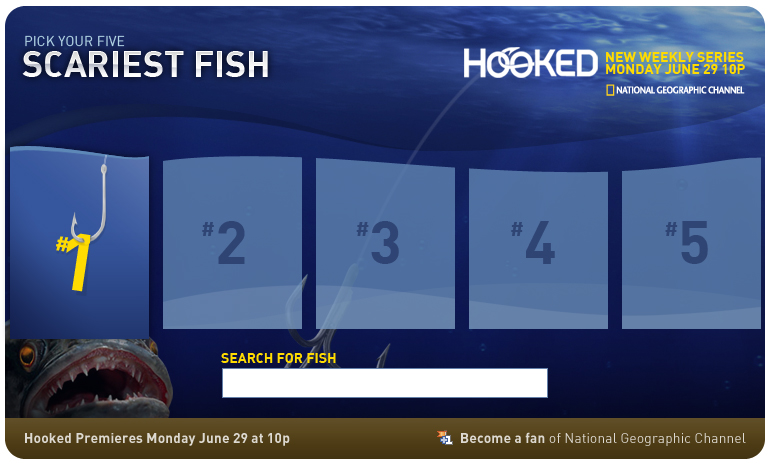 PICK YOUR FIVE
SCARIEST FISH
HOOKED
NEW WEEKLY SERIES
MONDAY JUNE 29 10P
NATIONAL GEOGRAPHIC CHANNEL
#1
#2
#3
#4
#5
SEARCH FOR FISH
Hooked Premieres Monday June 29 at 10p
+1 Become a fan of National Geographic Channel